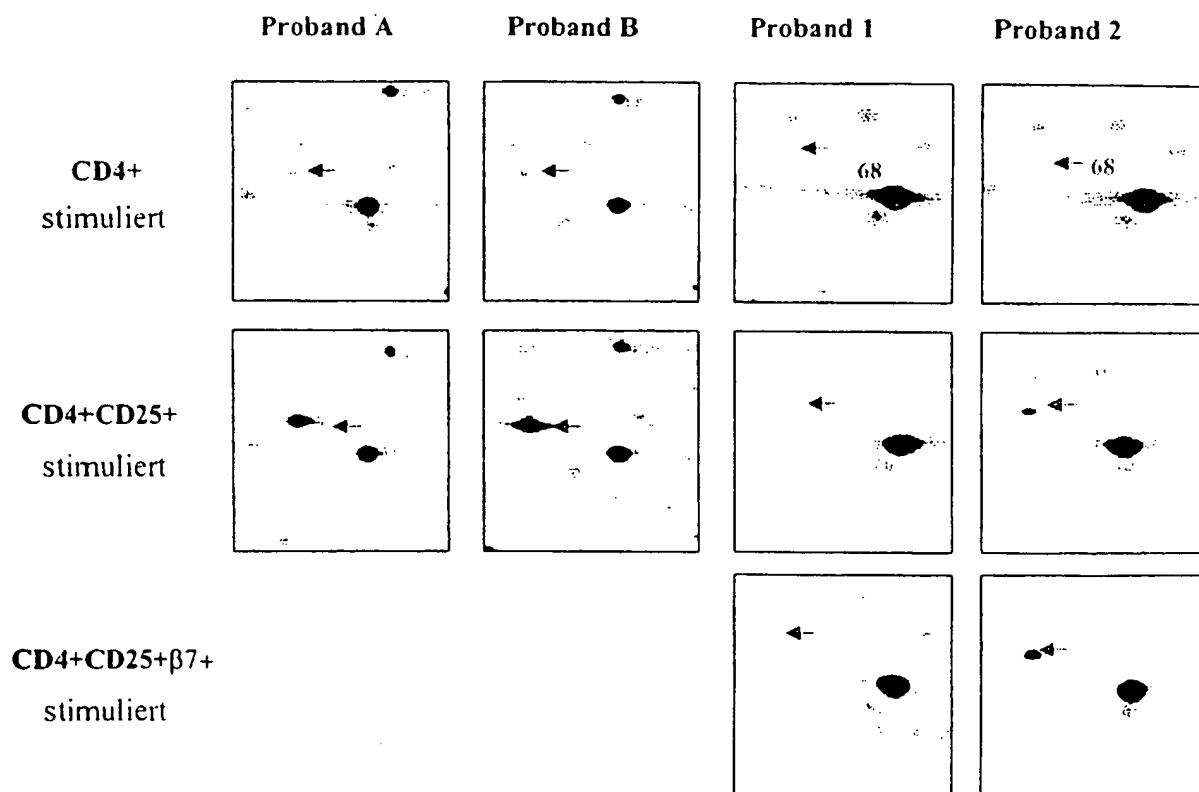 Proband A Proband B Proband 1 Proband 2
CD4+
stimuliert
68
68
CD4+CD25+
stimuliert
CD4+CD25+β7+
stimuliert